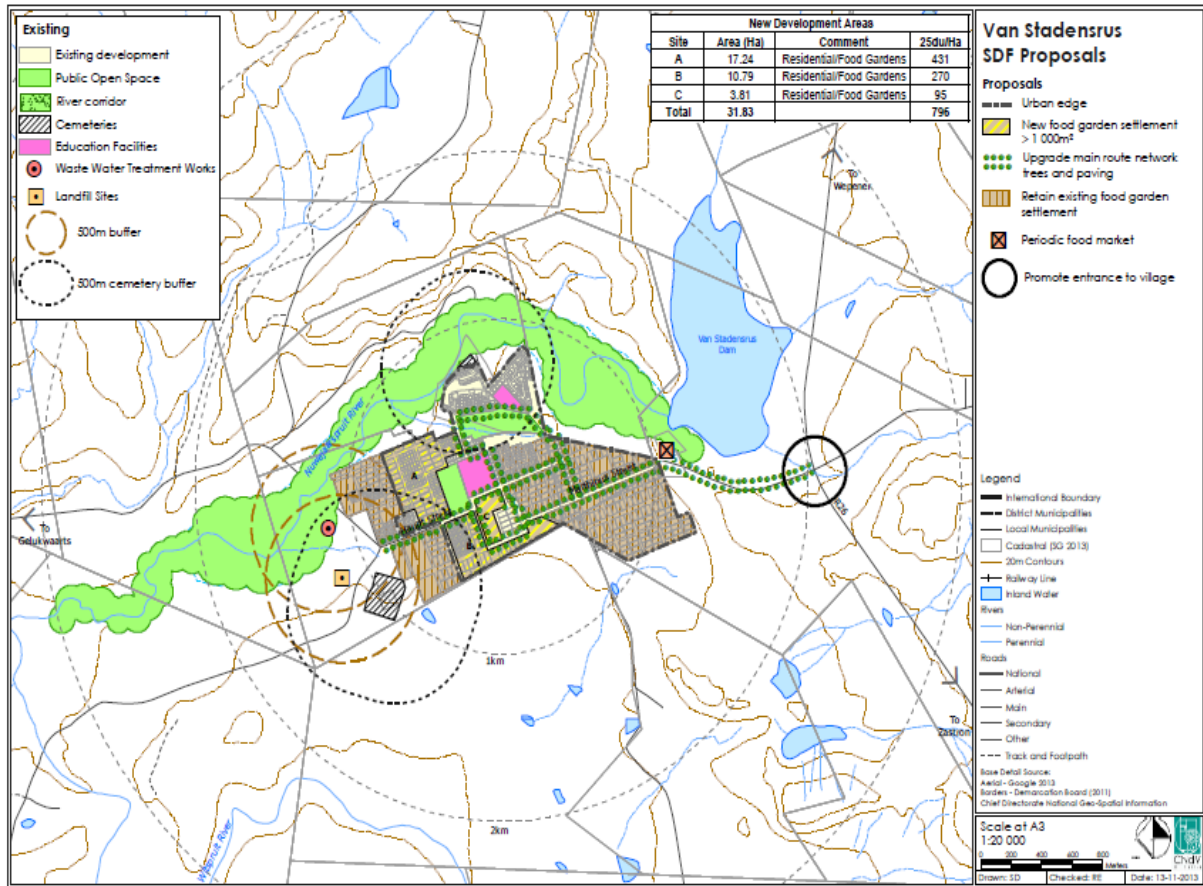 Existing
Existing development
Public Open Space
River corridor
Cemeteries
Education Facilities
Waste Water Treatment Works
Landfill Sites
500m buffer
500m cemetery buffer
New Development Areas
Site Area (Ha) Comment 25du/Ha
A 17.24 Residential/Food Gardens 431
B 10.79 Residential/Food Gardens 270
C 3.81 Residential/Food Gardens 95
Total 31.83 796
To
Wepener
Van Stadensrus
Dam
A
B
C
R26
To
Gelukwaarts
1km
2km
To
Zastron
Van Stadensrus
SDF Proposals
Proposals
Urban edge
New food garden settlement
> 1 000m²
Upgrade main route network
trees and paving
Retain existing food garden
settlement
Periodic food market
Promote entrance to village
Legend
International Boundary
District Municipalities
Local Municipalities
Cadastral (SG 2013)
20m Contours
Railway Line
Inland Water
Rivers
Non-Perennial
Perennial
Roads
National
Arterial
Main
Secondary
Other
Track and Footpath
Base Detail Source:
Aerial - Google 2013
Borders - Demarcation Board (2011)
Chief Directorate National Geo-Spatial Information
Scale at A3
1:20 000
0 200 400 600 800
Meters
ChdV
Drawn: SD Checked: RE Date: 13-11-2013